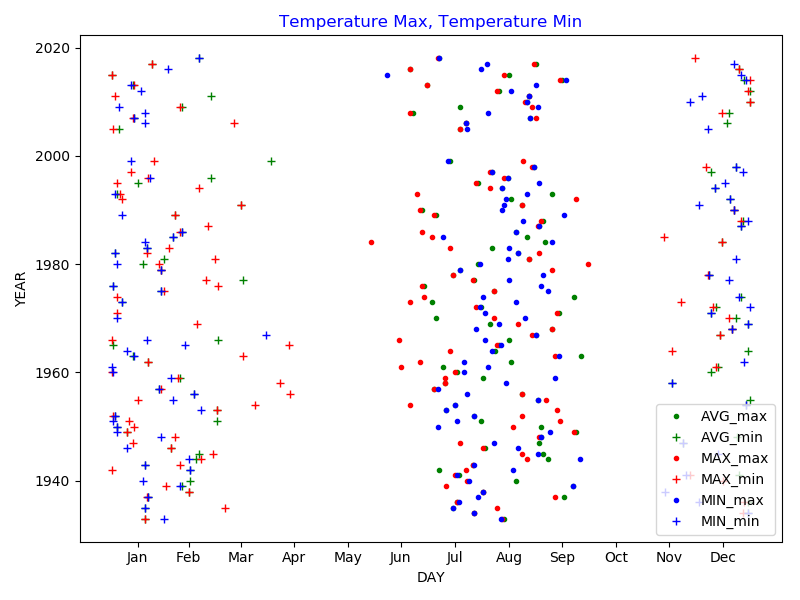 Temperature Max, Temperature Min
2020
2000
1980
1960
1940
YEAR
AVG_max
AVG_min
MAX_max
MAX_min
MIN_max
MIN_min
Jan Feb Mar Apr May Jun Jul Aug Sep Oct Nov Dec
DAY